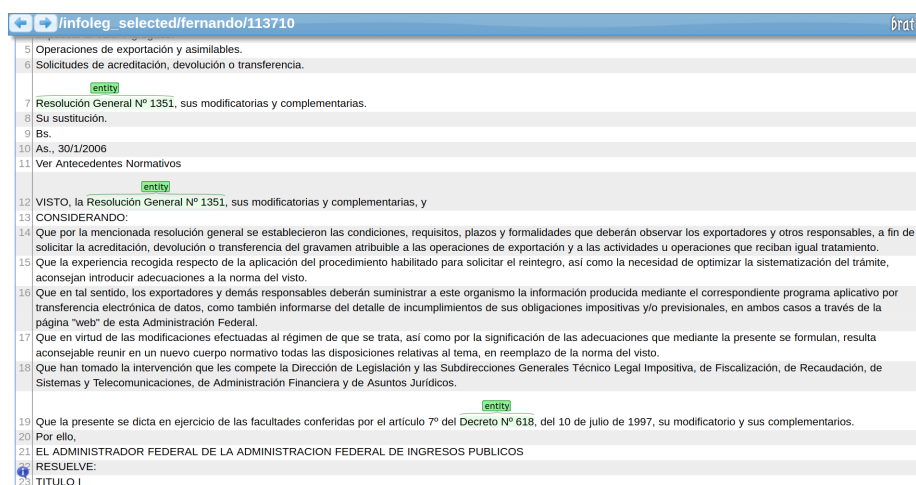 /infoleg_selected/fernando/113710
brat
5 Operaciones de exportación y asimilables.
6 Solicitudes de acreditación, devolución o transferencia.
entity
7 Resolución General Nº 1351, sus modificatorias y complementarias.
8 Su sustitución.
9 Bs.
10 As., 30/1/2006
11 Ver Antecedentes Normativos
entity
12 VISTO, la Resolución General Nº 1351, sus modificatorias y complementarias, y
13 CONSIDERANDO:
14 Que por la mencionada resolución general se establecieron las condiciones, requisitos, plazos y formalidades que deberán observar los exportadores y otros responsables, a fin de
solicitar la acreditación, devolución o transferencia del gravamen atribuible a las operaciones de exportación y a las actividades u operaciones que reciban igual tratamiento.
15 Que la experiencia recogida respecto de la aplicación del procedimiento habilitado para solicitar el reintegro, así como la necesidad de optimizar la sistematización del trámite,
aconsejan introducir adecuaciones a la norma del visto.
16 Que en tal sentido, los exportadores y demás responsables deberán suministrar a este organismo la información producida mediante el correspondiente programa aplicativo por
transferencia electrónica de datos, como también informarse del detalle de incumplimientos de sus obligaciones impositivas y/o previsionales, en ambos casos a través de la
página "web" de esta Administración Federal.
17 Que en virtud de las modificaciones efectuadas al régimen de que se trata, así como por la significación de las adecuaciones que mediante la presente se formulan, resulta
aconsejable reunir en un nuevo cuerpo normativo todas las disposiciones relativas al tema, en reemplazo de la norma del visto.
18 Que han tomado la intervención que les compete la Dirección de Legislación y las Subdirecciones Generales Técnico Legal Impositiva, de Fiscalización, de Recaudación, de
Sistemas y Telecomunicaciones, de Administración Financiera y de Asuntos Jurídicos.
entity
19 Que la presente se dicta en ejercicio de las facultades conferidas por el artículo 7º del Decreto Nº 618, del 10 de julio de 1997, su modificatorio y sus complementarios.
20 Por ello,
21 EL ADMINISTRADOR FEDERAL DE LA ADMINISTRACION FEDERAL DE INGRESOS PUBLICOS
22 RESUELVE:
23 TITULO I